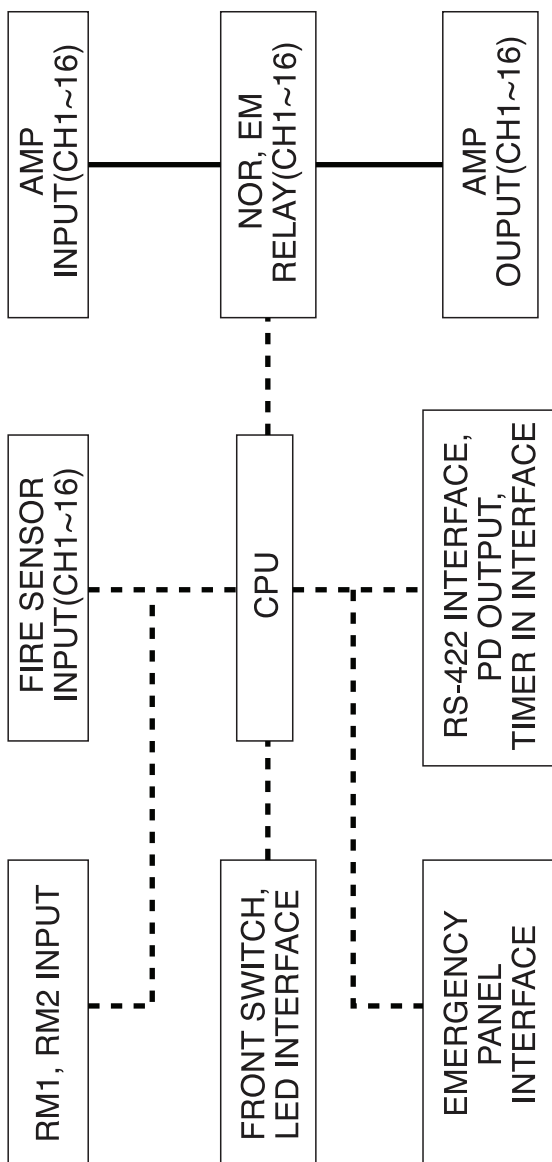 RM1, RM2 INPUT
FIRE SENSOR
INPUT(CH1~16)
AMP
INPUT(CH1~16)
FRONT SWITCH,
LED INTERFACE
CPU
NOR, EM
RELAY(CH1~16)
EMERGENCY
PANEL
INTERFACE
RS-422 INTERFACE,
PD OUTPUT,
TIMER IN INTERFACE
AMP
OUPUT(CH1~16)